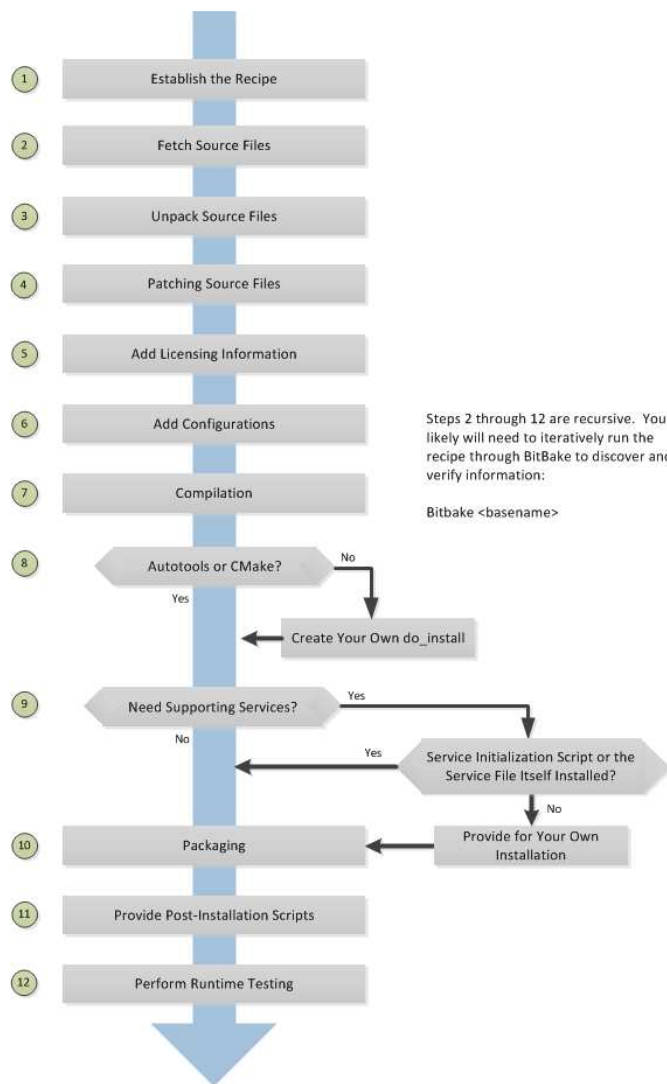 1
Establish the Recipe
2
Fetch Source Files
3
Unpack Source Files
4
Patching Source Files
5
Add Licensing Information
6
Add Configurations
Steps 2 through 12 are recursive. You
likely will need to iteratively run the
recipe through BitBake to discover and
verify information:
Bitbake <basename>
7
Compilation
8
Autotools or CMake?
No
Yes
Create Your Own do_install
9
Need Supporting Services?
Yes
No
Service Initialization Script or the
Service File Itself Installed?
Yes
No
Provide for Your Own
Installation
10
Packaging
11
Provide Post-Installation Scripts
12
Perform Runtime Testing